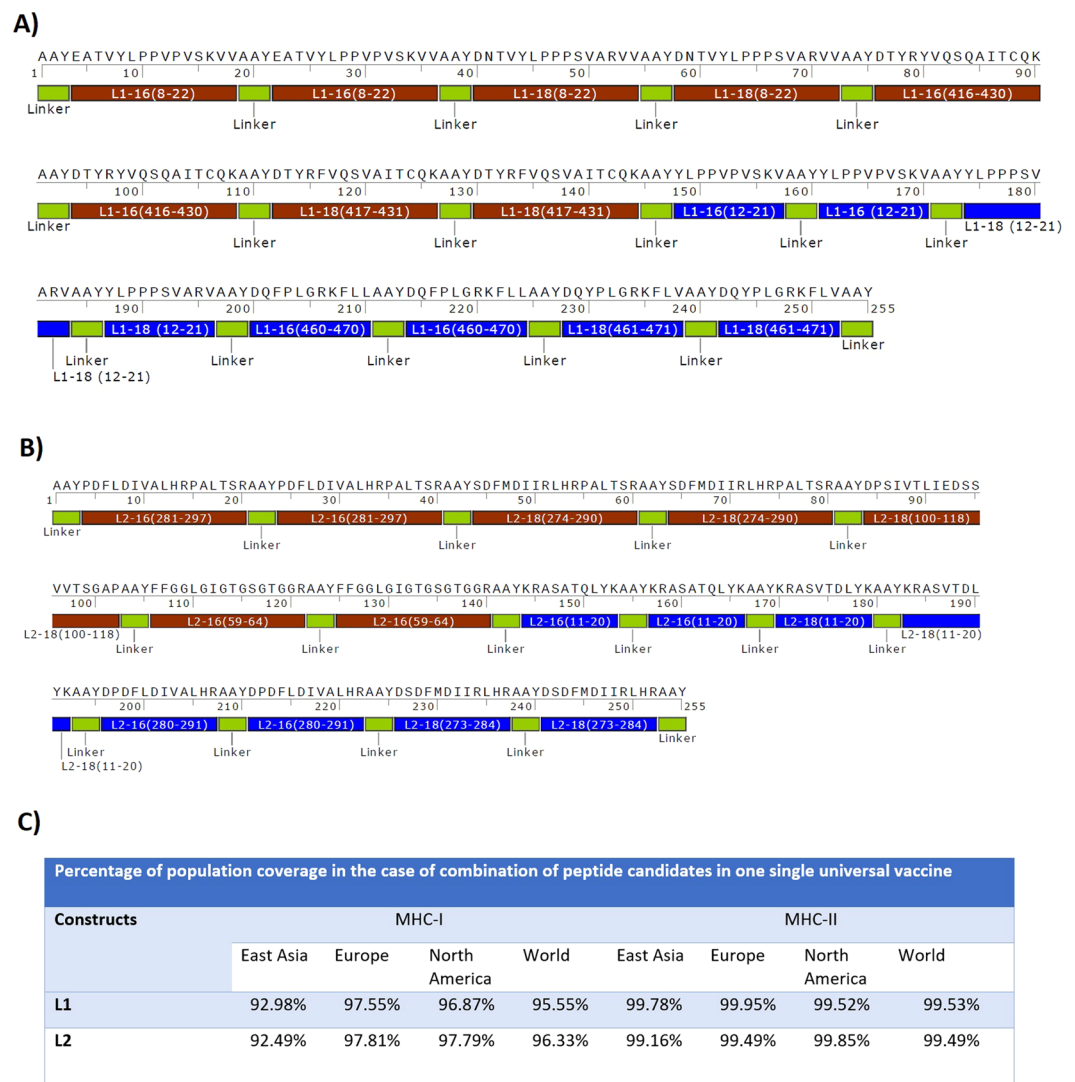 A)
AAYEATVYLPPVPVSKVVAAYEATVYLPPVPVSKVVAAYDNTVYLPPPSVARVVAAYDNTVYLPPPSVARVVAAYDTYRYVQSQAITCQK
1 10 20 30 40 50 60 70 80 90
L1-16(8-22) L1-16(8-22) L1-18(8-22) L1-18(8-22) L1-16(416-430)
Linker Linker Linker Linker Linker
AAYDTYRYVQSQAITCQKAAYDTYRFVQSVAITCQKAAYDTYRFVQSVAITCQKAAYYLPPVPVSKVAAYYLPPVPVSKVAAYYLPPPSV
100 110 120 130 140 150 160 170 180
L1-16(416-430) L1-18(417-431) L1-18(417-431) L1-16(12-21) L1-16 (12-21)
Linker Linker Linker Linker Linker Linker L1-18 (12-21)
ARVAAYYLPPPSVARVAAYDQFPLGRKFLLAAYDQFPLGRKFLLAAYDQYPLGRKFLVAAYDQYPLGRKFLVAAY
190 200 210 220 230 240 250 255
L1-18 (12-21) L1-16(460-470) L1-16(460-470) L1-18(461-471) L1-18(461-471)
Linker Linker Linker Linker Linker Linker
L1-18 (12-21)
B)
AAYPDFLDIVALHRPALTSRAAYPDFLDIVALHRPALTSRAAYSDFMDIIRLHRPALTSRAAYSDFMDIIRLHRPALTSRAAYDPSIVTLIEDSS
1 10 20 30 40 50 60 70 80 90
L2-16(281-297) L2-16(281-297) L2-18(274-290) L2-18(274-290) L2-18(100-118)
Linker Linker Linker Linker Linker
VVTSGAPAAYFFGGLGIGTGSGTGGRAAYFFGGLGIGTGSGTGGRAAYKRASATQLYKAAYKRASATQLYKAAYKRASVTDLYKAAYKRASVTDL
100 110 120 130 140 150 160 170 180 190
L2-16(59-64) L2-16(59-64) L2-16(11-20) L2-16(11-20) L2-18(11-20)
L2-18(100-118) Linker Linker Linker Linker Linker Linker L2-18(11-20)
YKAAYDPDFLDIVALHRAAYDPDFLDIVALHRAAYDSDFMDIIRLHRAAYDSDFMDIIRLHRAAY
200 210 220 230 240 255
L2-16(280-291) L2-16(280-291) L2-18(273-284) L2-18(273-284)
Linker Linker Linker Linker Linker
L2-18(11-20)
C)
Percentage of population coverage in the case of combination of peptide candidates in one single universal vaccine
Constructs MHC-I MHC-II
East Asia Europe North America World East Asia Europe North America World
L1 92.98% 97.55% 96.87% 95.55% 99.78% 99.95% 99.52% 99.53%
L2 92.49% 97.81% 97.79% 96.33% 99.16% 99.49% 99.85% 99.49%